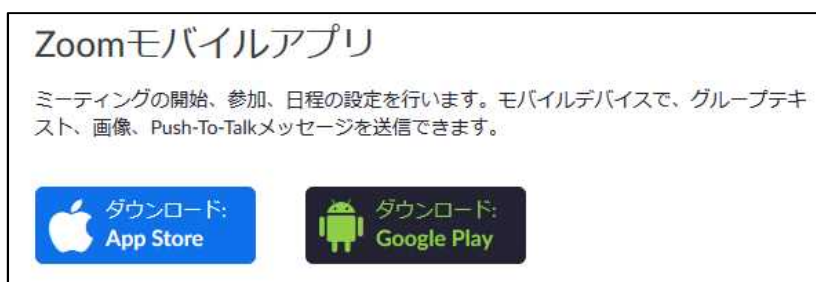 Zoomモバイルアプリ
ミーティングの開始、参加、日程の設定を行います。モバイルデバイスで、グループテキ
スト、画像、Push-To-Talkメッセージを送信できます。
ダウンロード:
App Store
ダウンロード:
Google Play